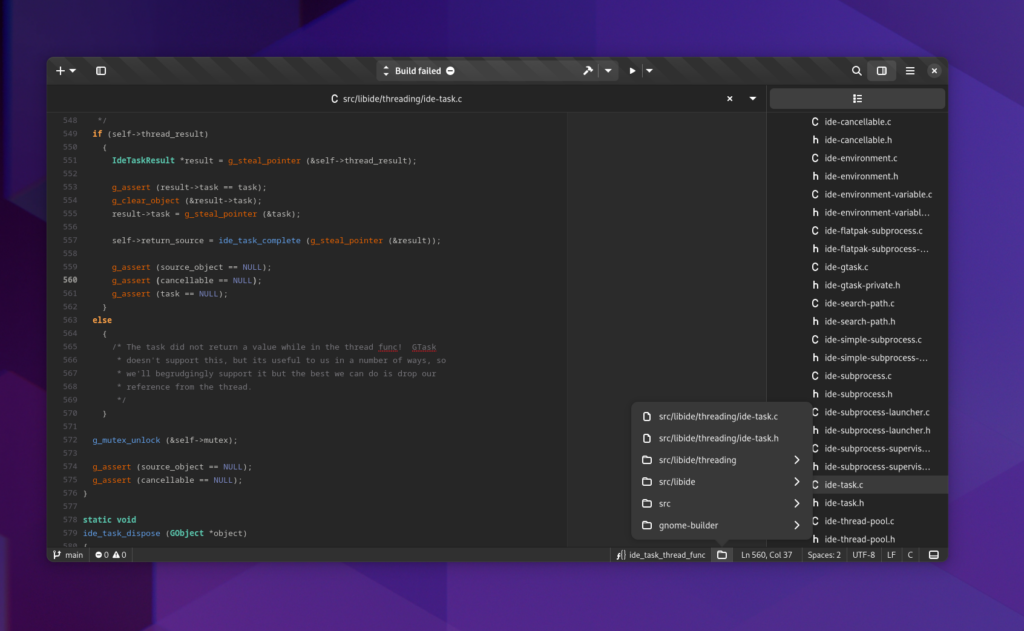 Build failed
src/libide/threading/ide-task.c
548 */
549 if (self->thread_result)
550 {
551 IdeTaskResult *result = g_steal_pointer (&self->thread_result);
552
553 g_assert (result->task == task);
554 g_clear_object (&result->task);
555 result->task = g_steal_pointer (&task);
556
557 self->return_source = ide_task_complete (g_steal_pointer (&result));
558
559 g_assert (source_object == NULL);
560 g_assert (cancellable == NULL);
561 g_assert (task == NULL);
562 }
563 else
564 {
565 /* The task did not return a value while in the thread func! GTask
566 * doesn't support this, but its useful to us in a number of ways, so
567 * we'll begrudgingly support it but the best we can do is drop our
568 * reference from the thread.
569 */
570 }
571
572 g_mutex_unlock (&self->mutex);
573
574 g_assert (source_object == NULL);
575 g_assert (cancellable == NULL);
576 }
577
578 static void
579 ide_task_dispose (GObject *object)
C ide-cancellable.c
h ide-cancellable.h
C ide-environment.c
h ide-environment.h
C ide-environment-variable.c
h ide-environment-variabl...
C ide-flatpak-subprocess.c
h ide-flatpak-subprocess-...
C ide-gtask.c
h ide-gtask-private.h
C ide-search-path.c
h ide-search-path.h
C ide-simple-subprocess.c
h ide-simple-subprocess-...
C ide-subprocess.c
h ide-subprocess.h
C ide-subprocess-launcher.c
h ide-subprocess-launcher.h
C ide-subprocess-supervis...
h ide-subprocess-supervis...
C ide-task.c
h ide-task.h
C ide-thread-pool.c
h ide-thread-pool.h
src/libide/threading/ide-task.c
src/libide/threading/ide-task.h
src/libide/threading
src/libide
src
gnome-builder
main 0 0 ide_task_thread_func Ln 560, Col 37 Spaces: 2 UTF-8 LF C